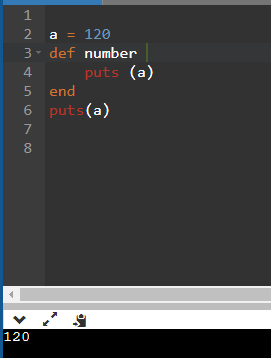 1
2 a = 120
3 def number
4     puts (a)
5 end
6 puts(a)
7
8
120